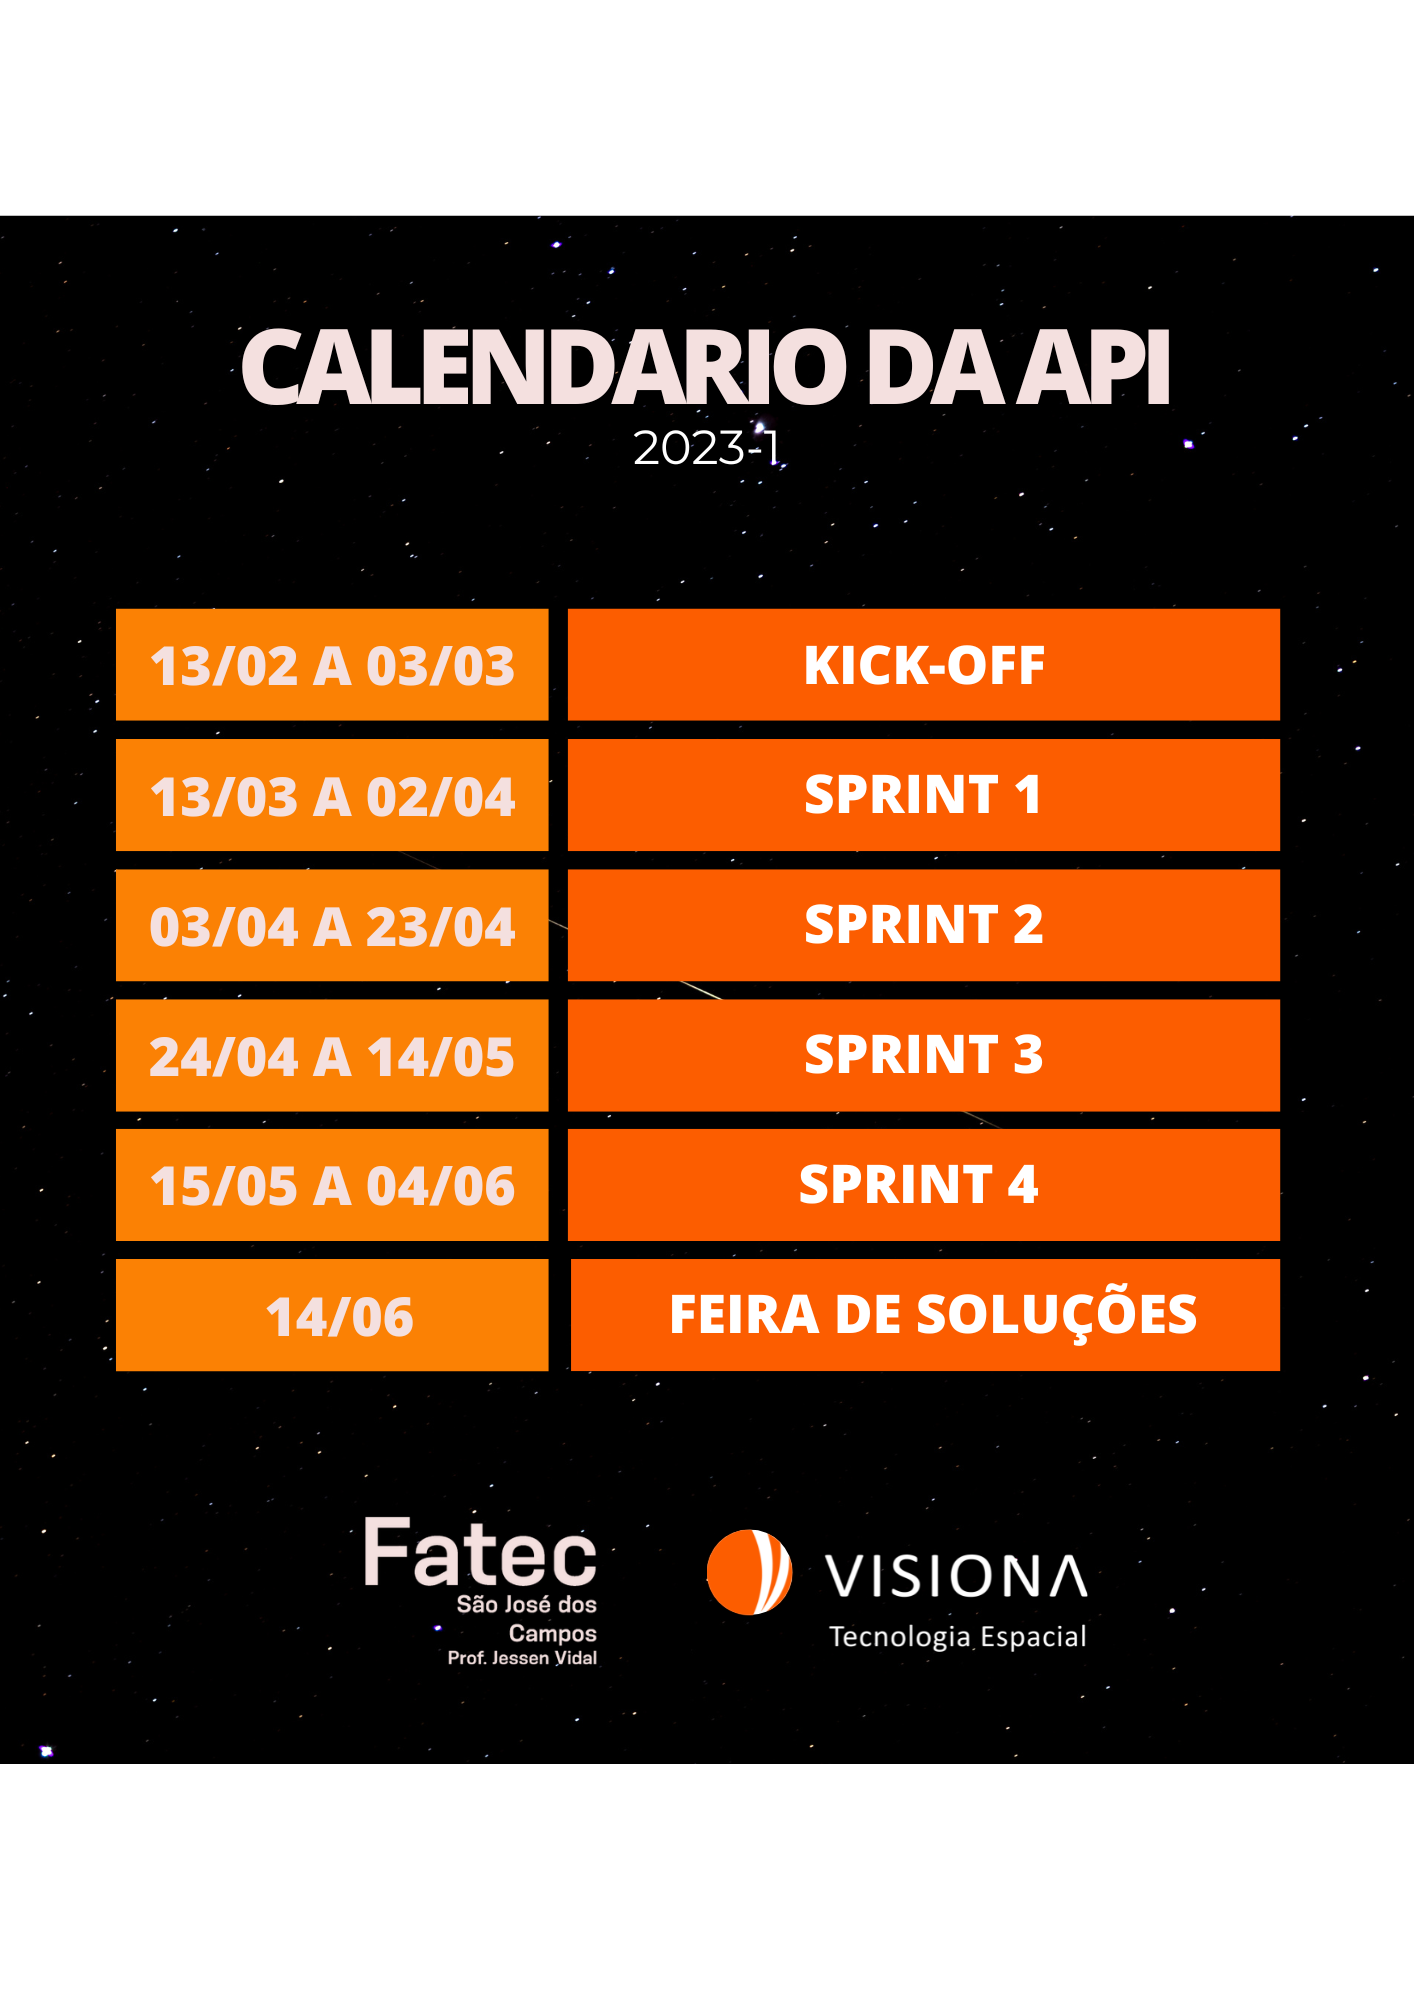 CALENDARIO DA API
2023-1
13/02 A 03/03 KICK-OFF
13/03 A 02/04 SPRINT 1
03/04 A 23/04 SPRINT 2
24/04 A 14/05 SPRINT 3
15/05 A 04/06 SPRINT 4
14/06 FEIRA DE SOLUÇÕES
Fatec
São José dos
Campos
Prof. Jessen Vidal
VISIONA
Tecnologia Espacial